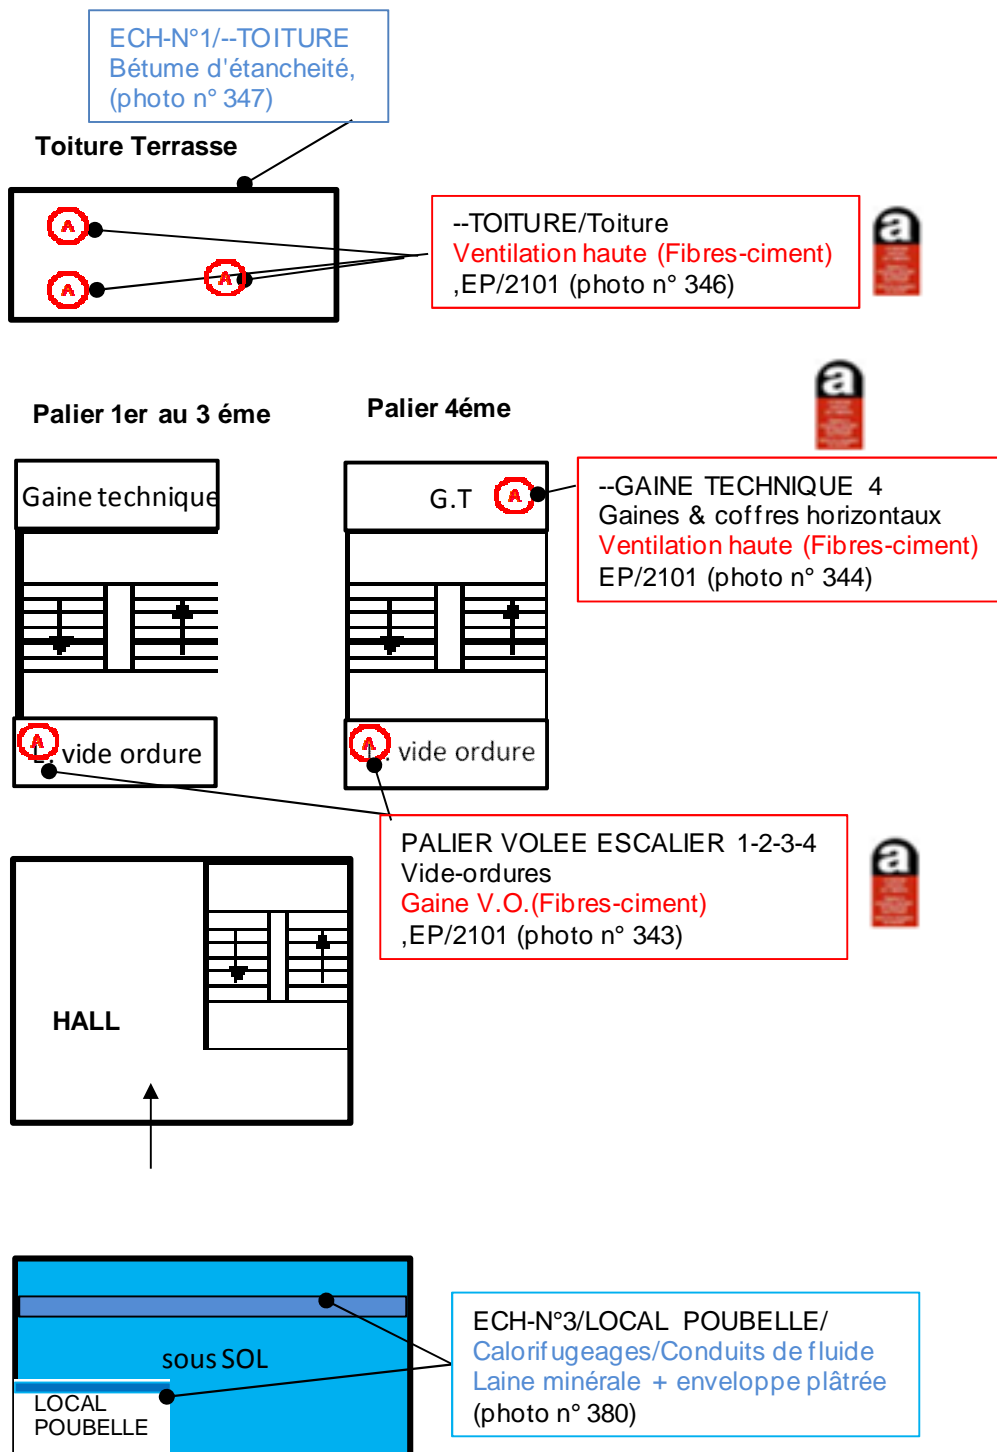 ECH-N°1/--TOITURE
Bétume d'étancheité,
(photo n° 347)
Toiture Terrasse
A
A
A
--TOITURE/Toiture
Ventilation haute (Fibres-ciment)
,EP/2101 (photo n° 346)
a
a
Palier 1er au 3 éme
Palier 4éme
Gaine technique
G.T
A
--GAINE TECHNIQUE 4
Gaines & coffres horizontaux
Ventilation haute (Fibres-ciment)
EP/2101 (photo n° 344)
A
vide ordure
A
vide ordure
PALIER VOLEE ESCALIER 1-2-3-4
Vide-ordures
Gaine V.O.(Fibres-ciment)
,EP/2101 (photo n° 343)
a
HALL
sous SOL
LOCAL
POUBELLE
ECH-N°3/LOCAL POUBELLE/
Calorifugeages/Conduits de fluide
Laine minérale + enveloppe plâtrée
(photo n° 380)